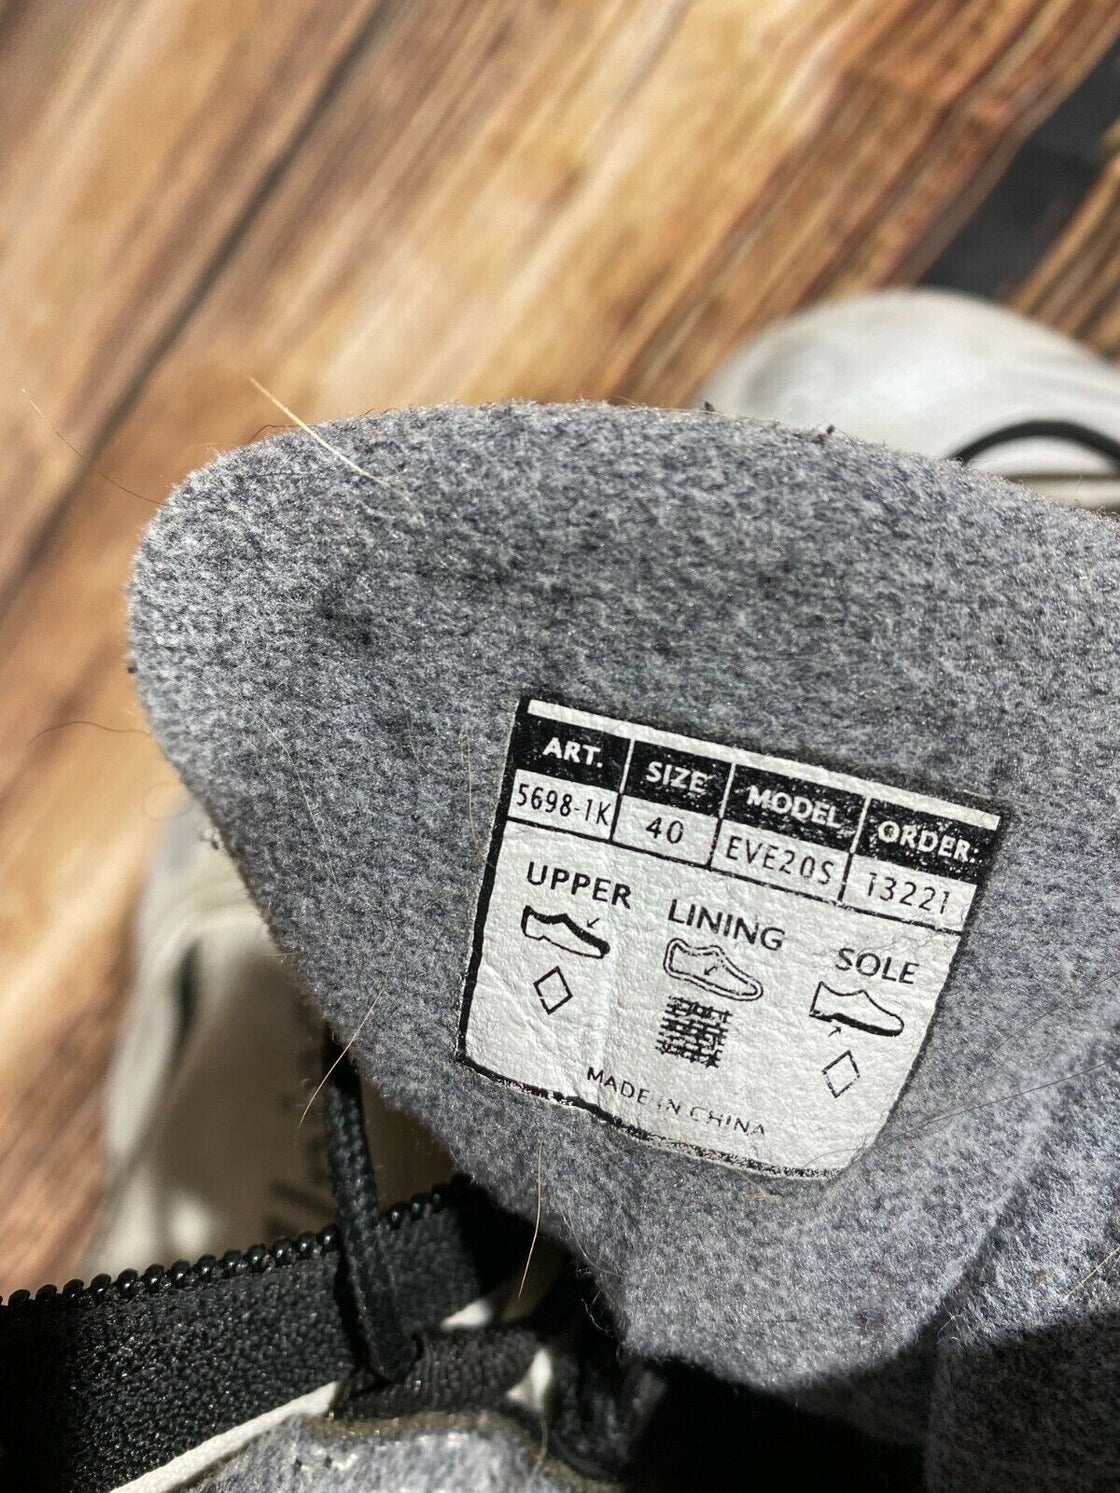 ART. SIZE MODEL ORDER:
5698-1K 40 EVE20S 13221
UPPER LINING SOLE
MADE IN CHINA